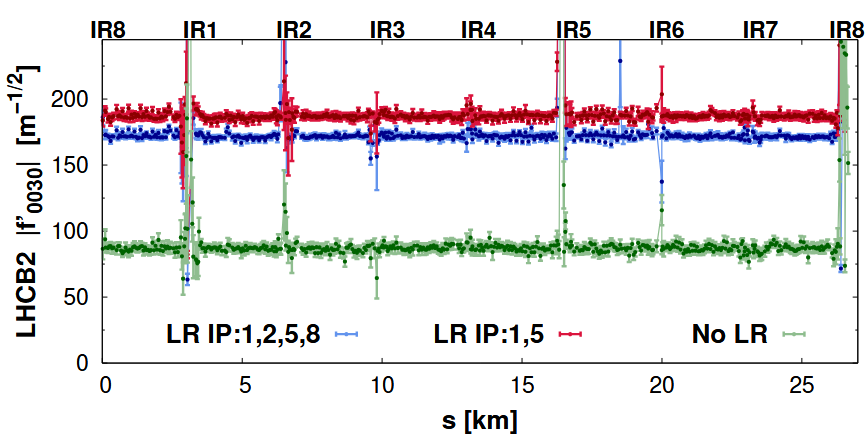 IR8 IR1 IR2 IR3 IR4 IR5 IR6 IR7 IR8
LHCB2 |f'0030| [m−1/2]
200
150
100
50
0
LR IP:1,2,5,8 LR IP:1,5 No LR
0 5 10 15 20 25
s [km]